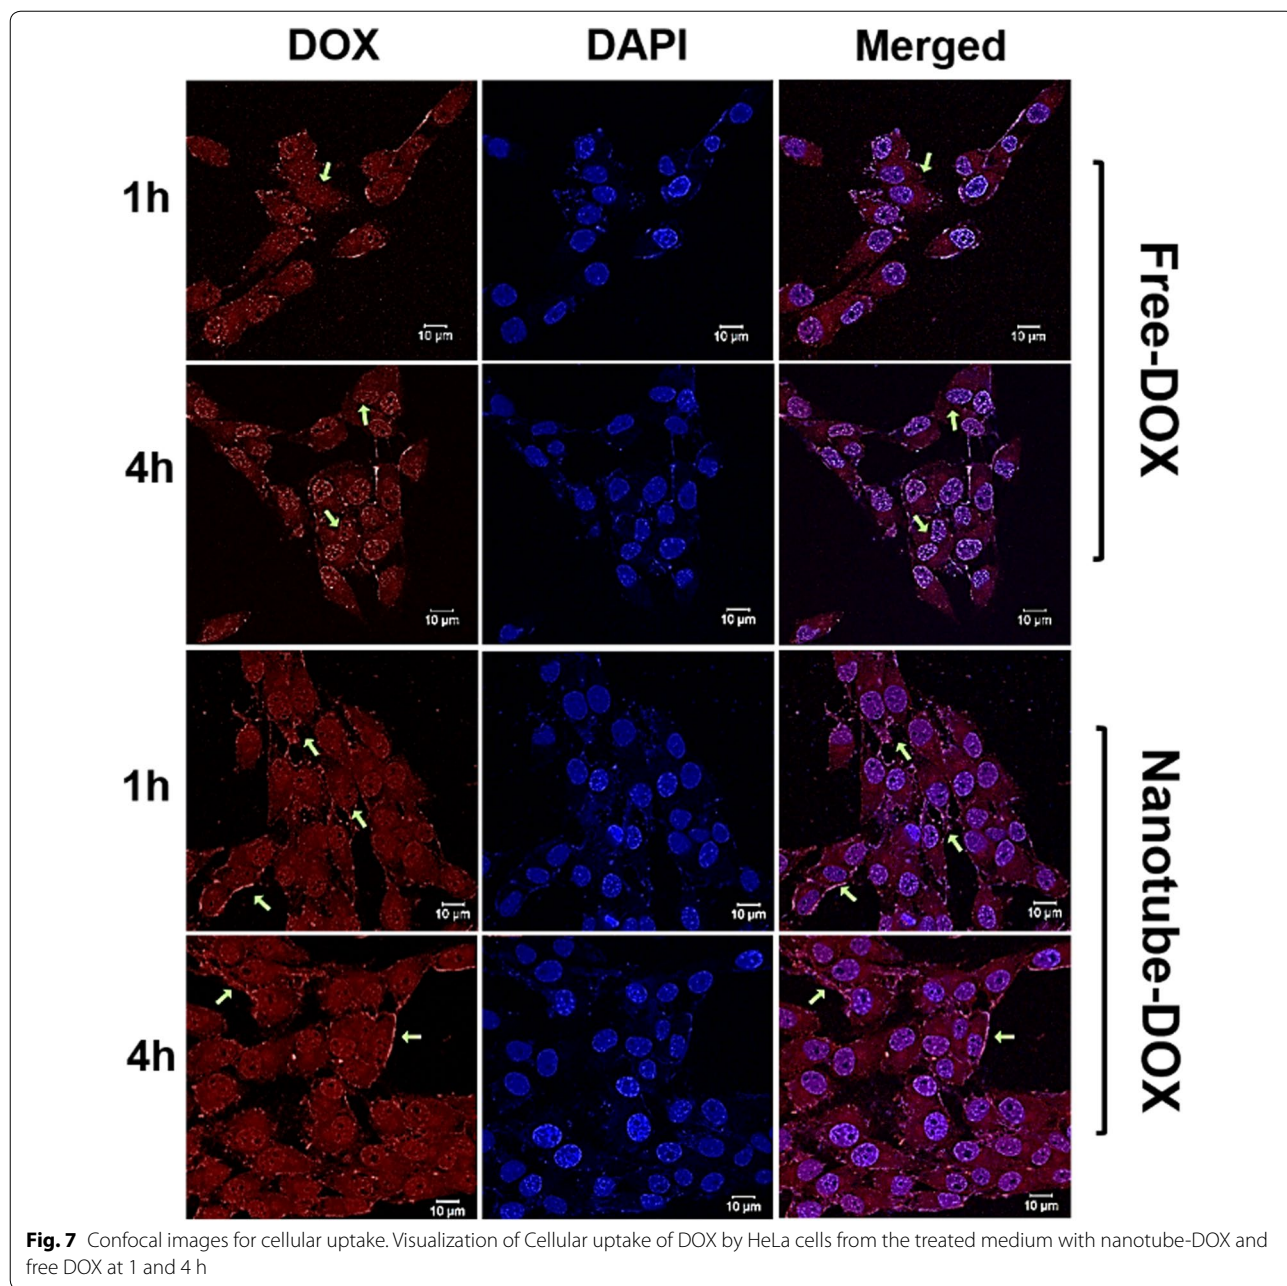 DOX DAPI Merged
1h
10 µm 10 µm 10 µm
4h
10 µm 10 µm 10 µm
Free-DOX
1h
10 µm 10 µm 10 µm
4h
10 µm 10 µm 10 µm
Nanotube-DOX
Fig. 7 Confocal images for cellular uptake. Visualization of Cellular uptake of DOX by HeLa cells from the treated medium with nanotube-DOX and
free DOX at 1 and 4 h